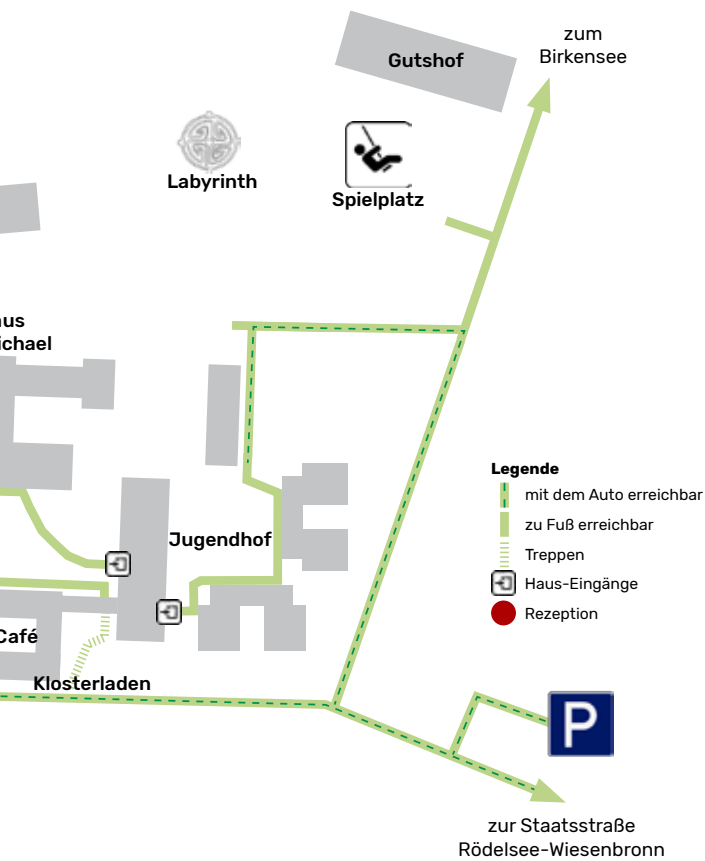 zum
Birkensee
Gutshof
Labyrinth
Spielplatz
Jugendhof
Café
Klosterladen
Legende
mit dem Auto erreichbar
zu Fuß erreichbar
Treppen
Haus-Eingänge
Rezeption
P
zur Staatsstraße
Rödelsee-Wiesenbronn